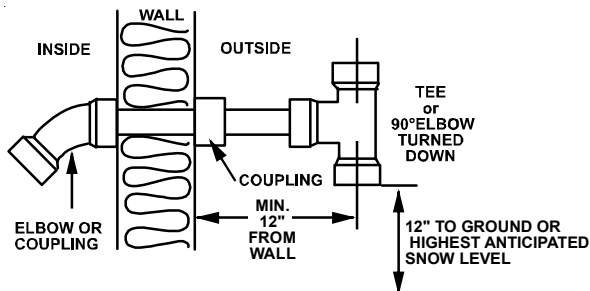 WALL
INSIDE
OUTSIDE
TEE
or
90°ELBOW
TURNED
DOWN
COUPLING
ELBOW OR
COUPLING
MIN.
12"
FROM
WALL
12" TO GROUND OR
HIGHEST ANTICIPATED
SNOW LEVEL